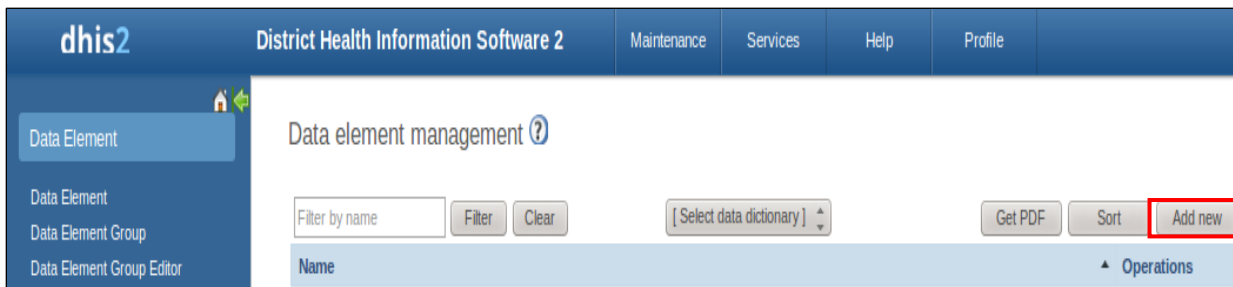 dhis2 District Health Information Software 2 Maintenance Services Help Profile
Data Element
Data element management ?
Data Element
Data Element Group
Data Element Group Editor
Filter by name Filter Clear [ Select data dictionary ] Get PDF Sort Add new
Name Operations